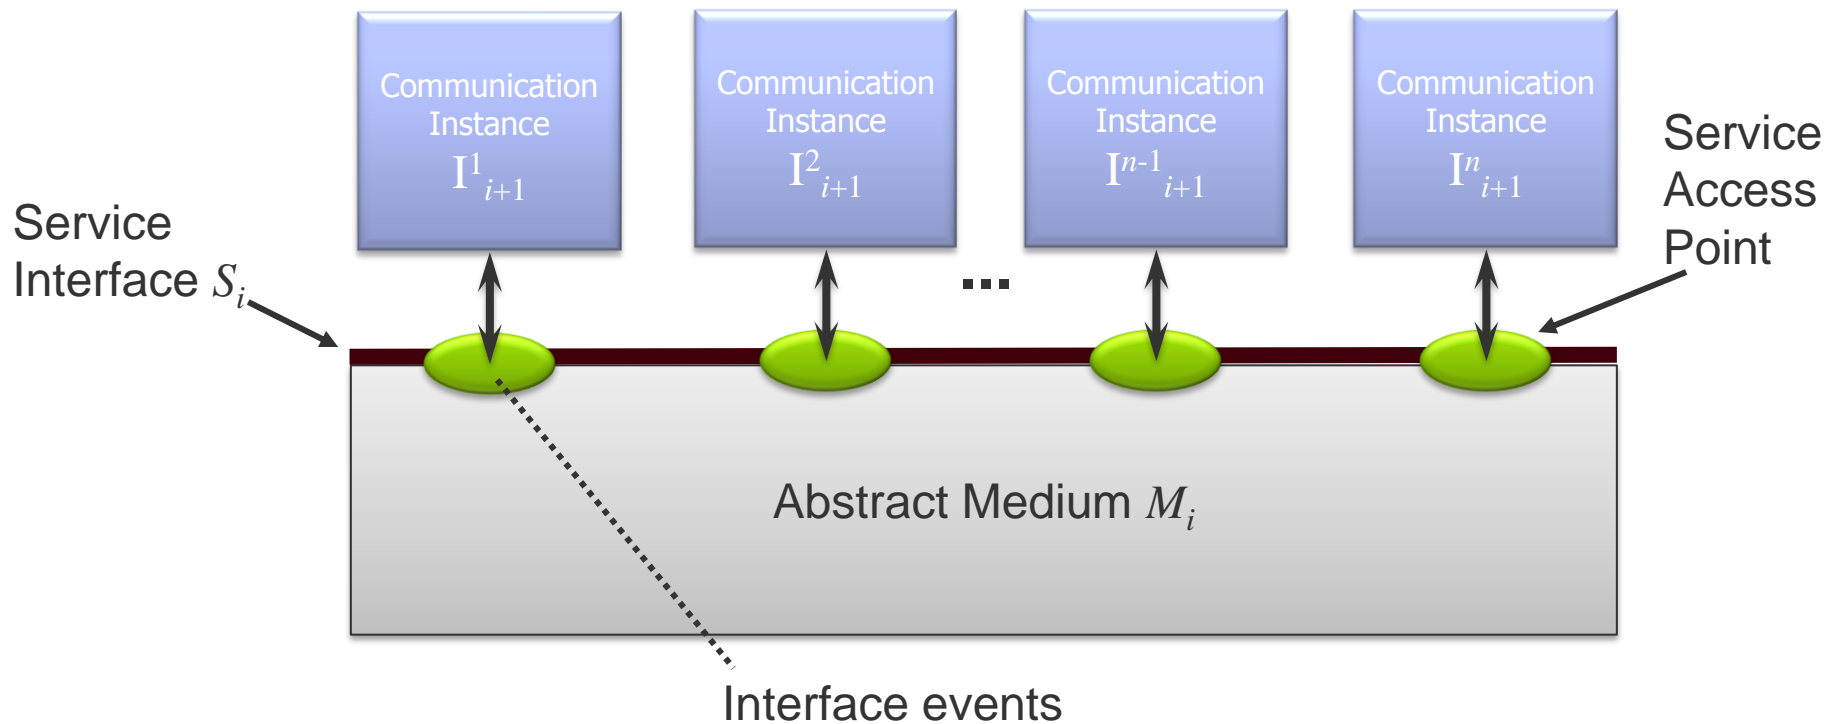 Communication
Instance
I¹ᵢ₊₁
Communication
Instance
I²ᵢ₊₁
Communication
Instance
Iⁿ⁻¹ᵢ₊₁
Communication
Instance
Iⁿᵢ₊₁
Service
Access
Point
Service
Interface Sᵢ
...
Abstract Medium Mᵢ
Interface events